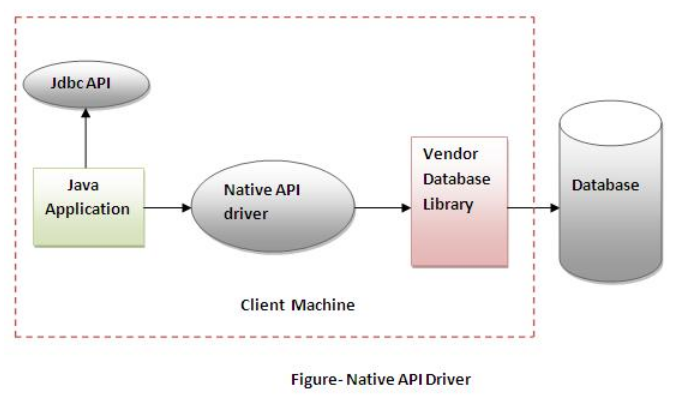 Jdbc API
Java
Application
Native API
driver
Vendor
Database
Library
Database
Client Machine
Figure- Native API Driver